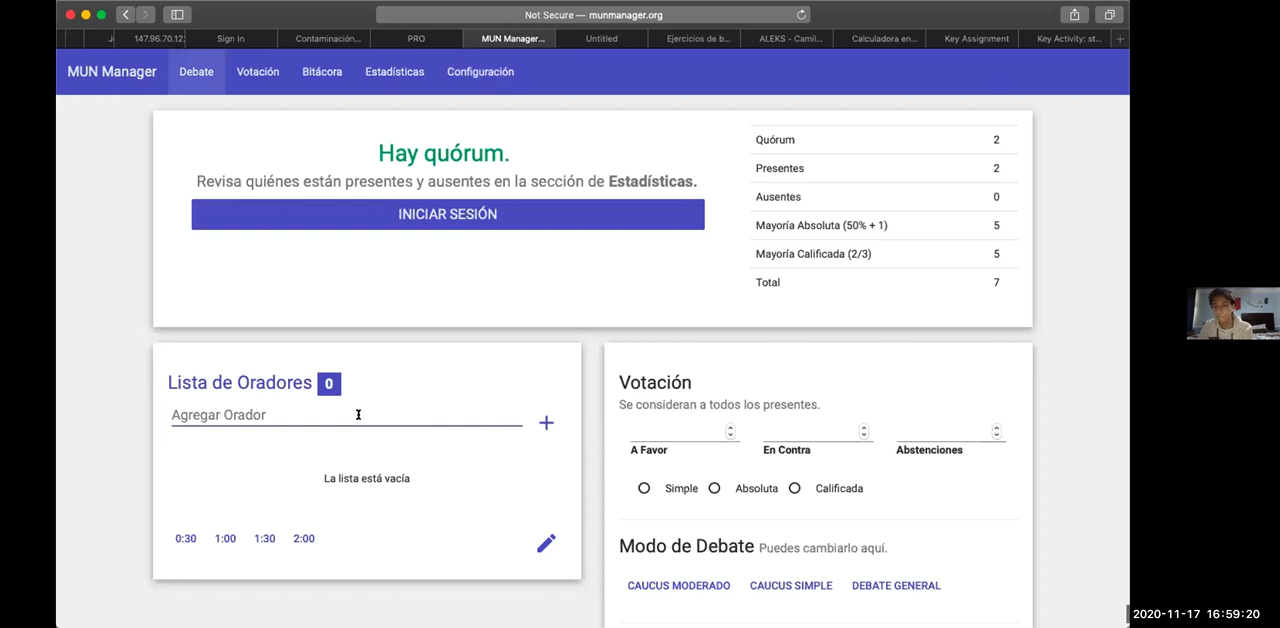 Not Secure — munmanager.org
J
147.96.70.12:
Sign In
Contaminación...
PRO
MUN Manager...
Untitled
Ejercicios de b...
ALEKS - Camil...
Calculadora en...
Key Assignment
Key Activity: st...
MUN Manager
Debate
Votación
Bitácora
Estadísticas
Configuración
Hay quórum.
Revisa quiénes están presentes y ausentes en la sección de Estadísticas.
INICIAR SESIÓN
Quórum 2
Presentes 2
Ausentes 0
Mayoría Absoluta (50% + 1) 5
Mayoría Calificada (2/3) 5
Total 7
Lista de Oradores 0
Agregar Orador
La lista está vacía
0:30 1:00 1:30 2:00
Votación
Se consideran a todos los presentes.
A Favor En Contra Abstenciones
Simple Absoluta Calificada
Modo de Debate Puedes cambiarlo aquí.
CAUCUS MODERADO CAUCUS SIMPLE DEBATE GENERAL
2020-11-17 16:59:20